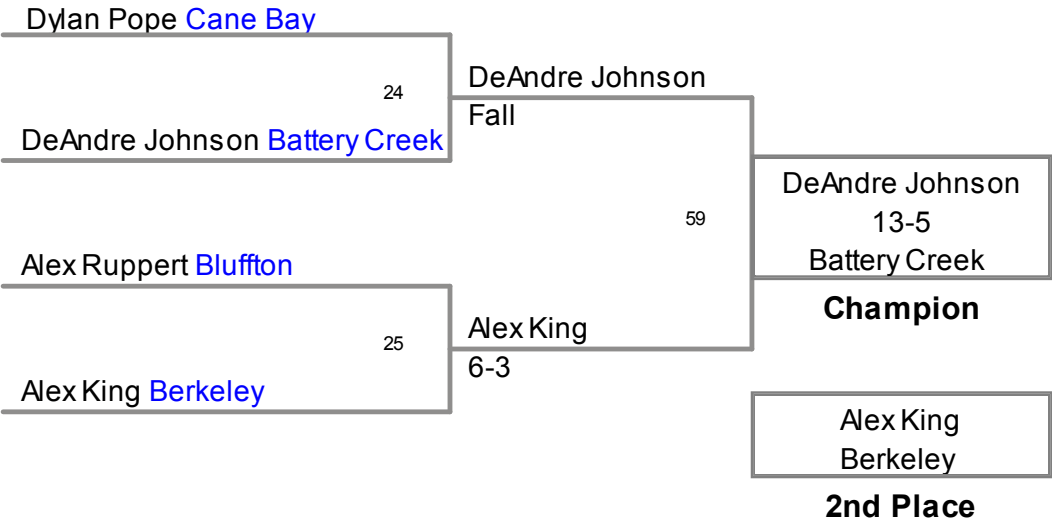 Dylan Pope Cane Bay
24
DeAndre Johnson
Fall
DeAndre Johnson Battery Creek
59
DeAndre Johnson
13-5
Battery Creek
Champion
Alex Ruppert Bluffton
25
Alex King
6-3
Alex King Berkeley
Alex King
Berkeley
2nd Place